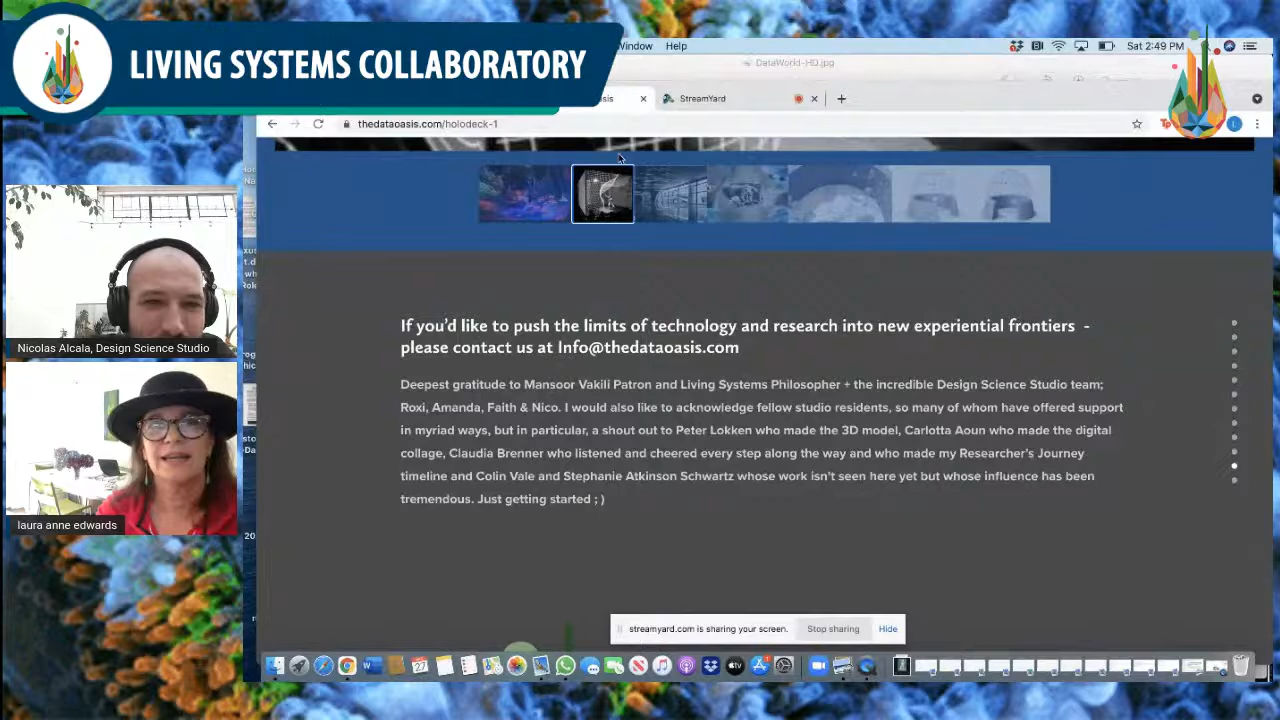 LIVING SYSTEMS COLLABORATORY
Window Help
Sat 2:49 PM
DataWorld-HD.jpg
StreamYard
thedataoasis.com/holodeck-1
If you'd like to push the limits of technology and research into new experiential frontiers -
please contact us at Info@thedataoasis.com
Deepest gratitude to Mansoor Vakili Patron and Living Systems Philosopher + the incredible Design Science Studio team;
Roxi, Amanda, Faith & Nico. I would also like to acknowledge fellow studio residents, so many of whom have offered support
in myriad ways, but in particular, a shout out to Peter Lokken who made the 3D model, Carlotta Aoun who made the digital
collage, Claudia Brenner who listened and cheered every step along the way and who made my Researcher's Journey
timeline and Colin Vale and Stephanie Atkinson Schwartz whose work isn't seen here yet but whose influence has been
tremendous. Just getting started ; )
Nicolas Alcala, Design Science Studio
laura anne edwards
streamyard.com is sharing your screen. Stop sharing Hide